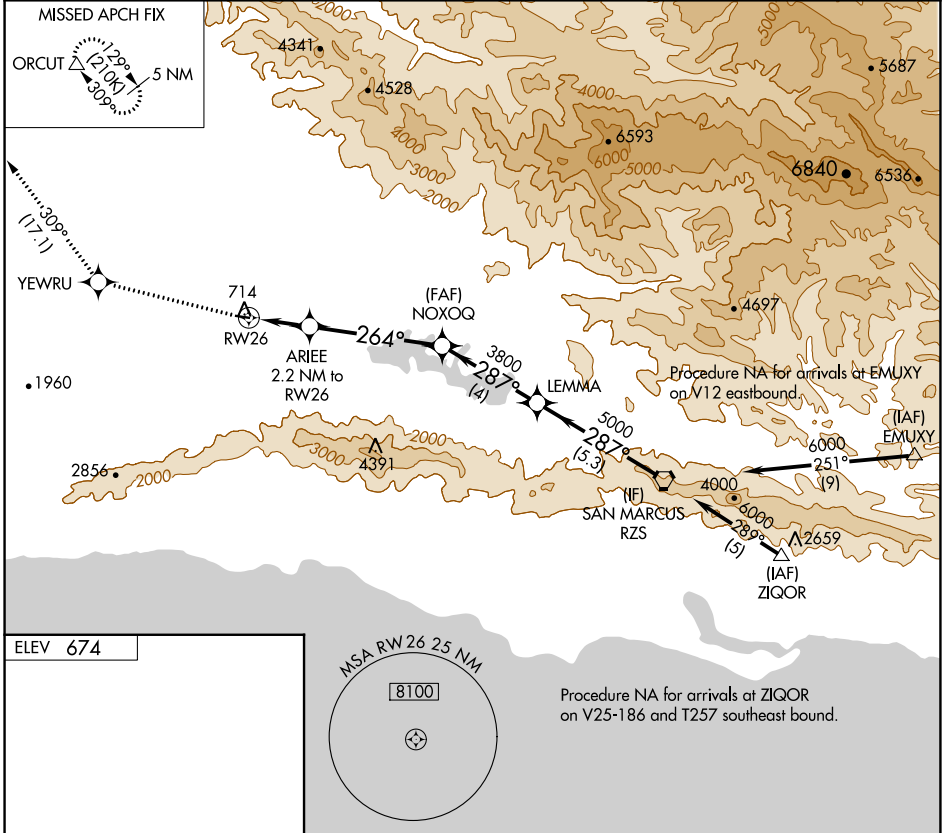 MISSED APCH FIX
ORCUT
129°
(210K)
309°
5 NM
2000
4341
4528
4000
3000
2000
4000
6593
6000
5000
5000
5687
6840
6536
309°
(17.1)
YEWRU
714
RW26
ARIEE
2.2 NM to
RW26
264°
(FAF)
NOXOQ
3800
287°
(4)
LEMMA
4697
Procedure NA for arrivals at EMUXY
on V12 eastbound.
1960
5000
287°
(5.3)
(IAF)
EMUXY
6000
251°
(9)
2856
2000
3000
2000
4391
(IF)
SAN MARCUS
RZS
4000
6000
289°
(5)
2659
(IAF)
ZIQOR
ELEV 674
MSA RW26 25 NM
8100
Procedure NA for arrivals at ZIQOR
on V25-186 and T257 southeast bound.